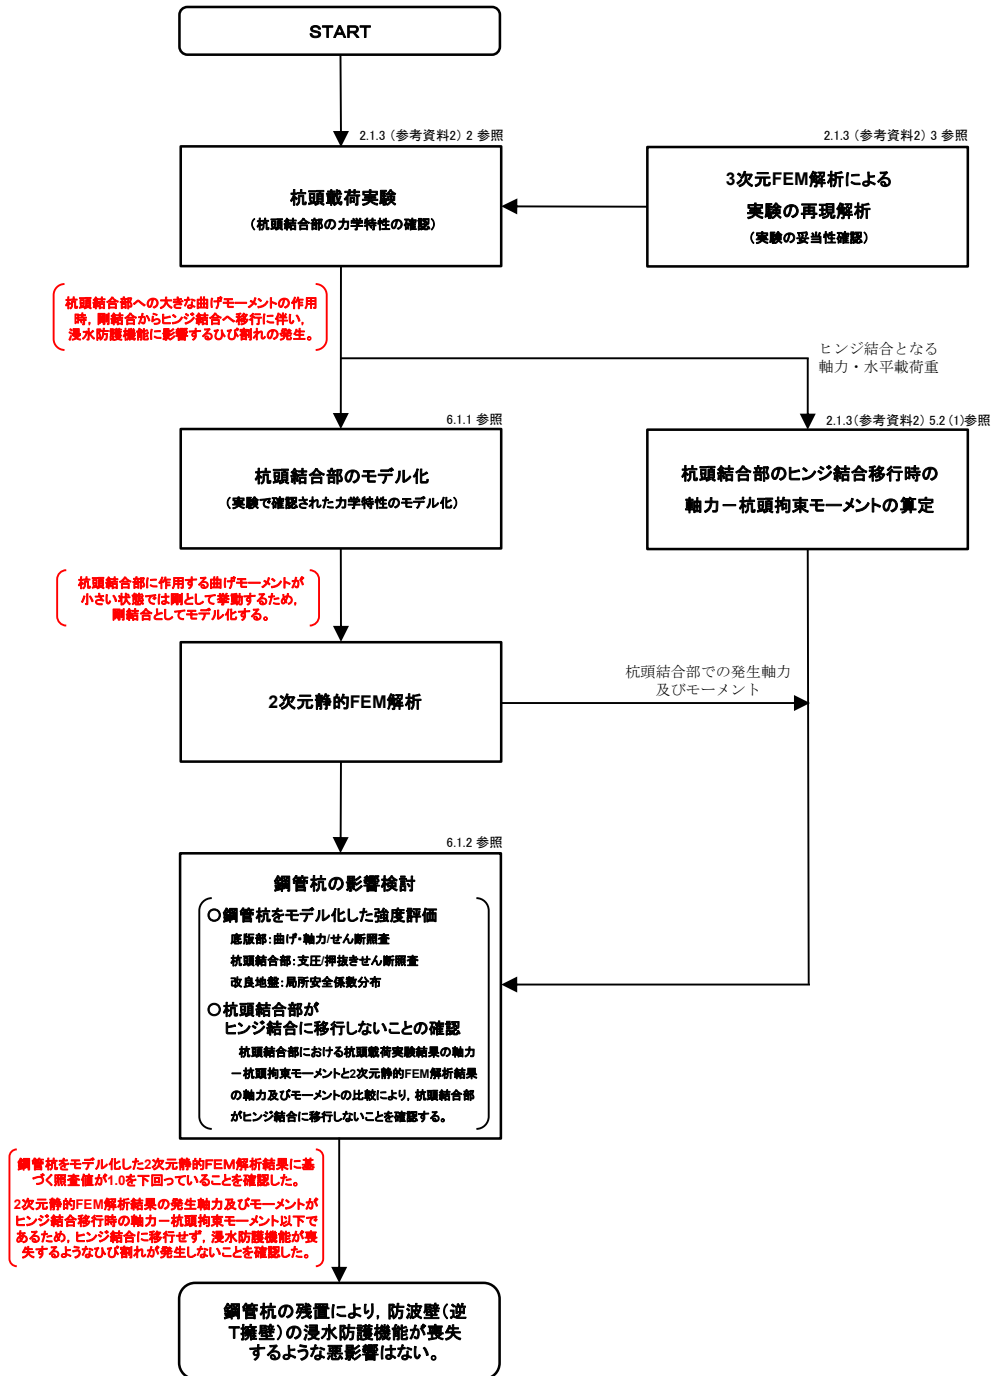 START
2.1.3（参考資料2）2 参照
杭頭載荷実験
（杭頭結合部の力学特性の確認）
2.1.3（参考資料2）3 参照
3次元FEM解析による
実験の再現解析
（実験の妥当性確認）
杭頭結合部への大きな曲げモーメントの作用
時，剛結合からヒンジ結合へ移行に伴い，
浸水防護機能に影響するひび割れの発生。
ヒンジ結合となる
軸力・水平載荷重
6.1.1 参照
杭頭結合部のモデル化
（実験で確認された力学特性のモデル化）
2.1.3（参考資料2）5.2（1）参照
杭頭結合部のヒンジ結合移行時の
軸力－杭頭拘束モーメントの算定
杭頭結合部に作用する曲げモーメントが
小さい状態では剛として挙動するため，
剛結合としてモデル化する。
2次元静的FEM解析
杭頭結合部での発生軸力
及びモーメント
6.1.2 参照
鋼管杭の影響検討
○鋼管杭をモデル化した強度評価
底版部：曲げ・軸力/せん断照査
杭頭結合部：支圧/押抜きせん断照査
改良地盤：局所安全係数分布
○杭頭結合部が
ヒンジ結合に移行しないことの確認
杭頭結合部における杭頭載荷実験結果の軸力
－杭頭拘束モーメントと2次元静的FEM解析結果
の軸力及びモーメントの比較により，杭頭結合部
がヒンジ結合に移行しないことを確認する。
鋼管杭をモデル化した2次元静的FEM解析結果に基
づく照査値が1.0を下回っていることを確認した。
2次元静的FEM解析結果の発生軸力及びモーメントが
ヒンジ結合移行時の軸力－杭頭拘束モーメント以下で
あるため，ヒンジ結合に移行せず，浸水防護機能が喪
失するようなひび割れが発生しないことを確認した。
鋼管杭の残置により，防波壁（逆
T擁壁）の浸水防護機能が喪失
するような悪影響はない。